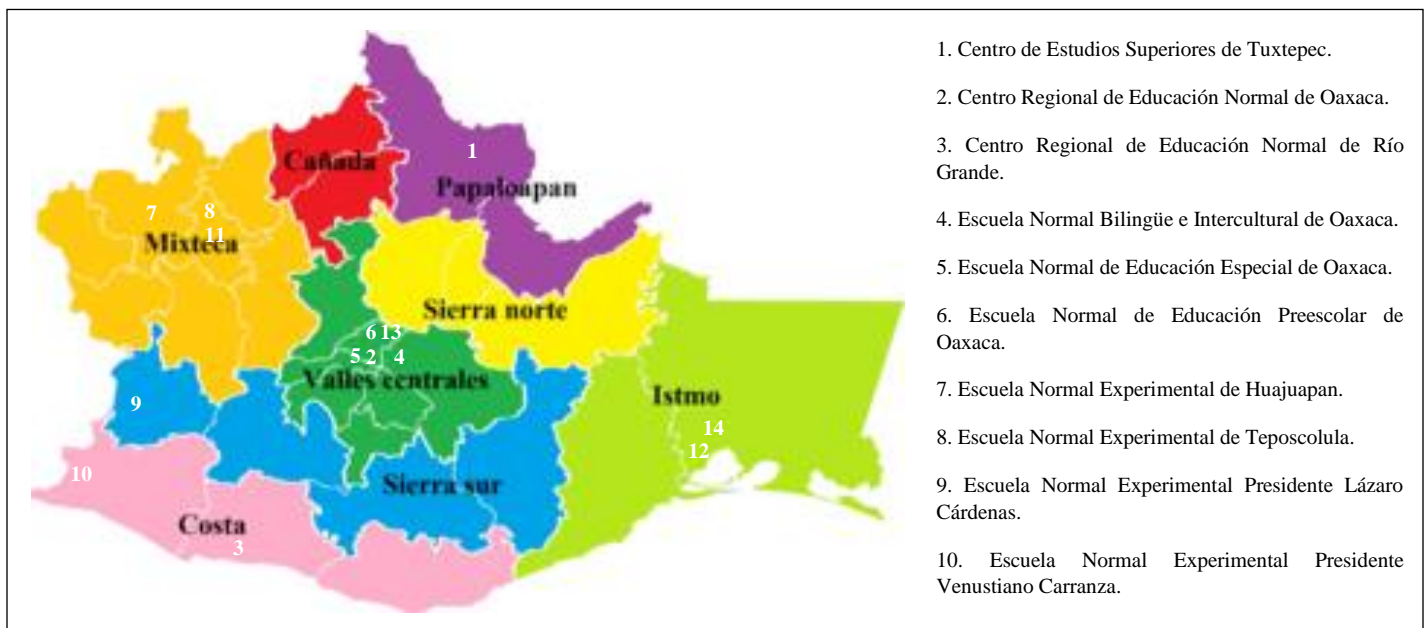 Cañada
1
Papaloapan
7
8
11
Mixteca
Sierra norte
6 13
5 2 4
Valles centrales
9
Istmo
14
12
10
Sierra sur
Costa
3
1. Centro de Estudios Superiores de Tuxtepec.
2. Centro Regional de Educación Normal de Oaxaca.
3. Centro Regional de Educación Normal de Río
Grande.
4. Escuela Normal Bilingüe e Intercultural de Oaxaca.
5. Escuela Normal de Educación Especial de Oaxaca.
6. Escuela Normal de Educación Preescolar de
Oaxaca.
7. Escuela Normal Experimental de Huajuapan.
8. Escuela Normal Experimental de Teposcolula.
9. Escuela Normal Experimental Presidente Lázaro
Cárdenas.
10. Escuela Normal Experimental Presidente
Venustiano Carranza.